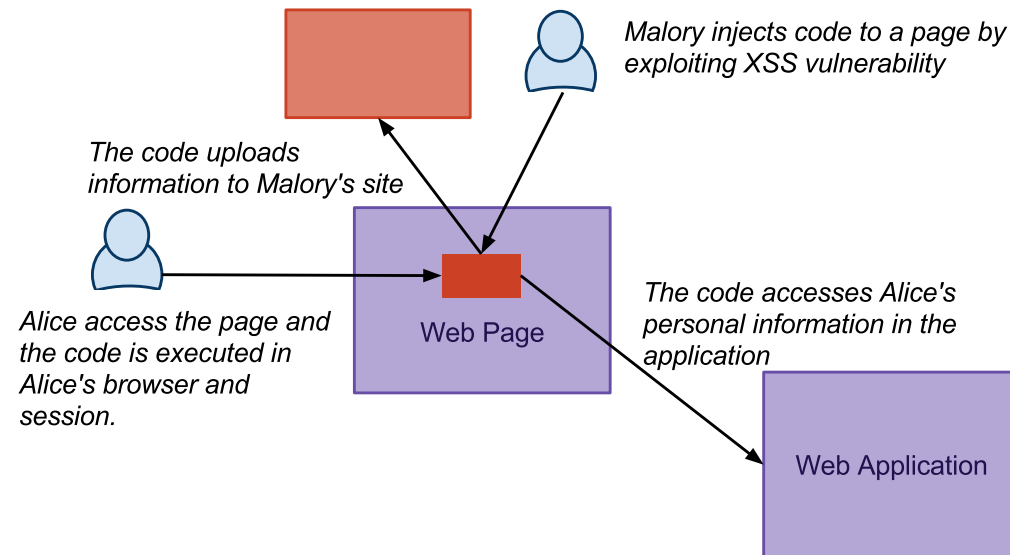 Malory injects code to a page by
exploiting XSS vulnerability
The code uploads
information to Malory's site
Alice access the page and
the code is executed in
Alice's browser and
session.
Web Page
The code accesses Alice's
personal information in the
application
Web Application